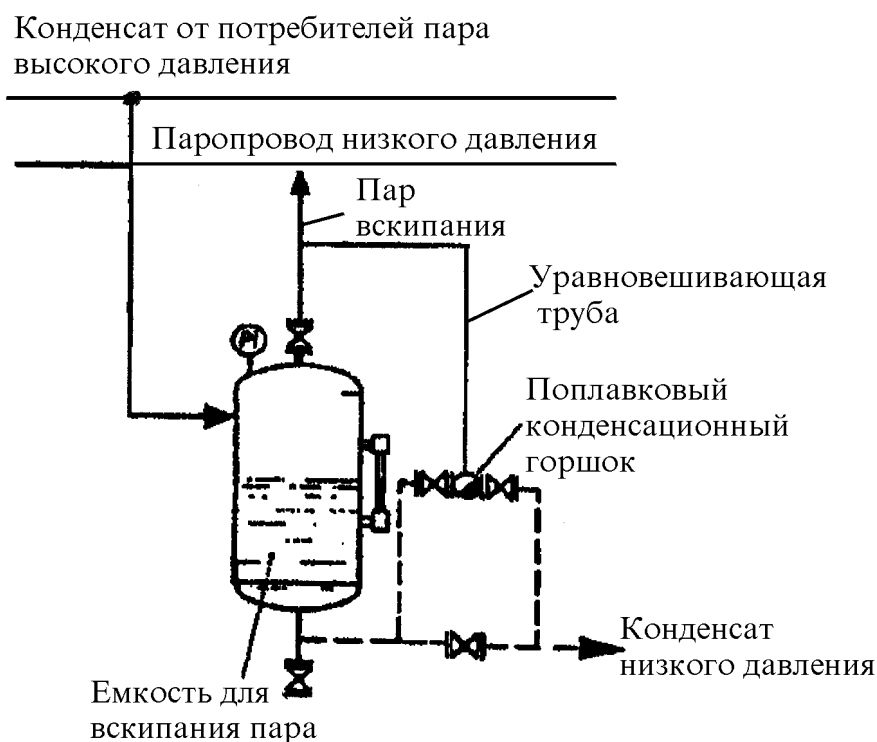 Конденсат от потребителей пара
высокого давления
Паропровод низкого давления
Пар
вскипания
Уравновешивающая
труба
Поплавковый
конденсационный
горшок
Конденсат
низкого давления
Емкость для
вскипания пара